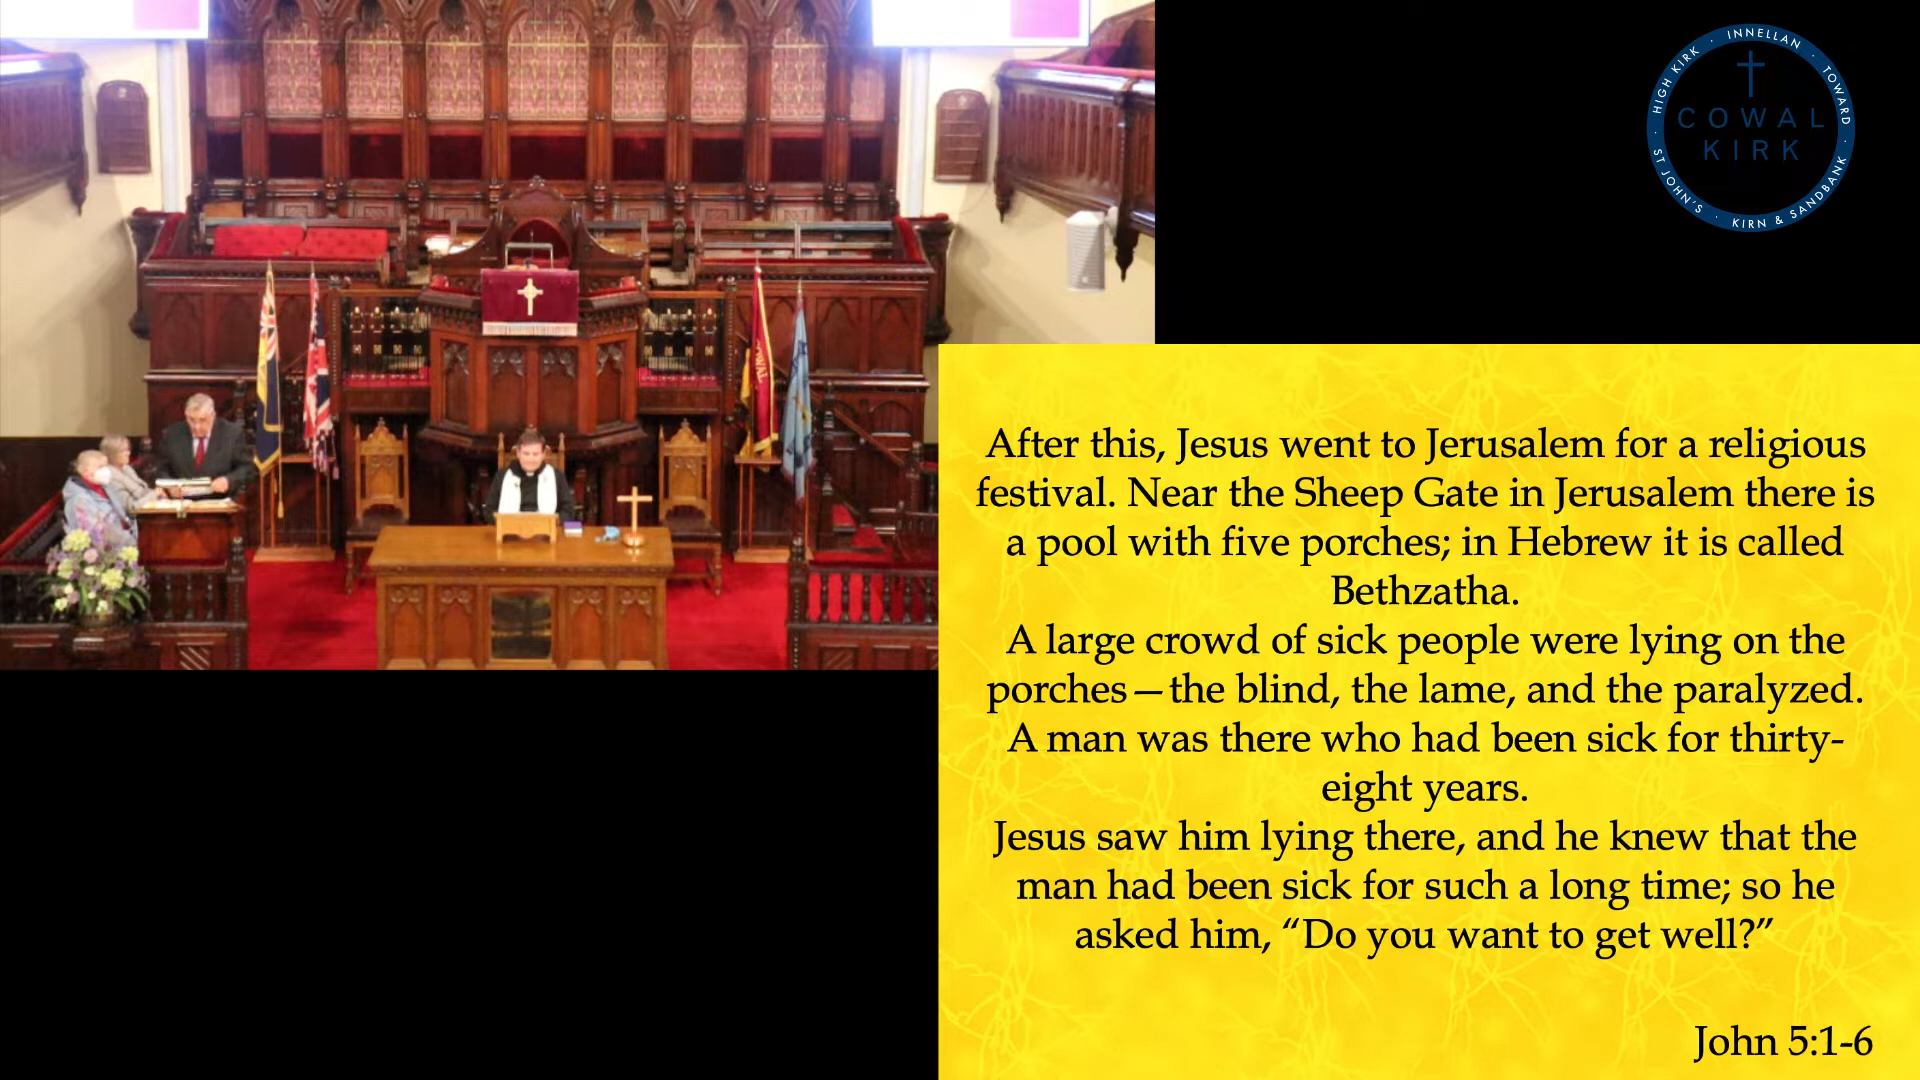 HIGH KIRK · INNELLAN · TOWARD · KIRN & SANDBANK · ST JOHN'S ·
COWAL
KIRK
After this, Jesus went to Jerusalem for a religious
festival. Near the Sheep Gate in Jerusalem there is
a pool with five porches; in Hebrew it is called
Bethzatha.
A large crowd of sick people were lying on the
porches—the blind, the lame, and the paralyzed.
A man was there who had been sick for thirty-
eight years.
Jesus saw him lying there, and he knew that the
man had been sick for such a long time; so he
asked him, “Do you want to get well?”
John 5:1-6